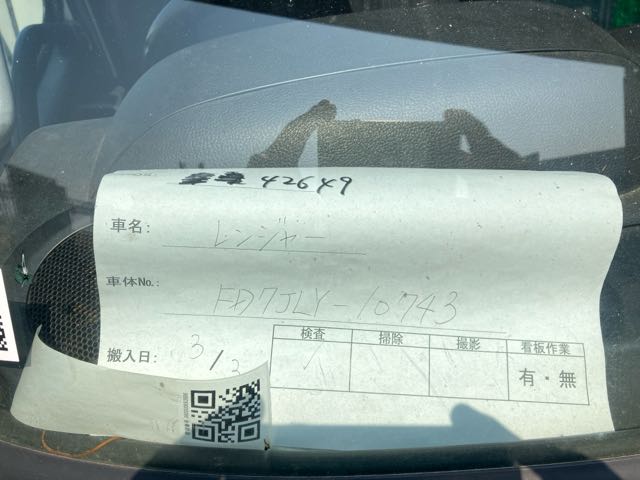 42649
車名: レンジャー
車体No.: FD7JLY-10743
搬入日: 3/3
検査 掃除 撮影 看板作業
有・無